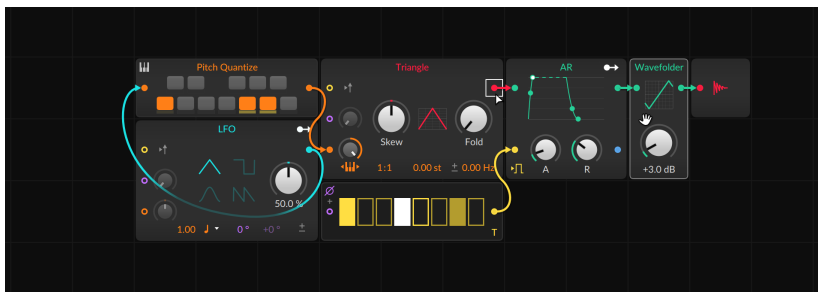 Pitch Quantize
Triangle
AR
Wavefolder
LFO
Skew
Fold
1:1
0.00 st
± 0.00 Hz
A
R
+3.0 dB
50.0 %
1.00
0 °
+0 °
±
+
T